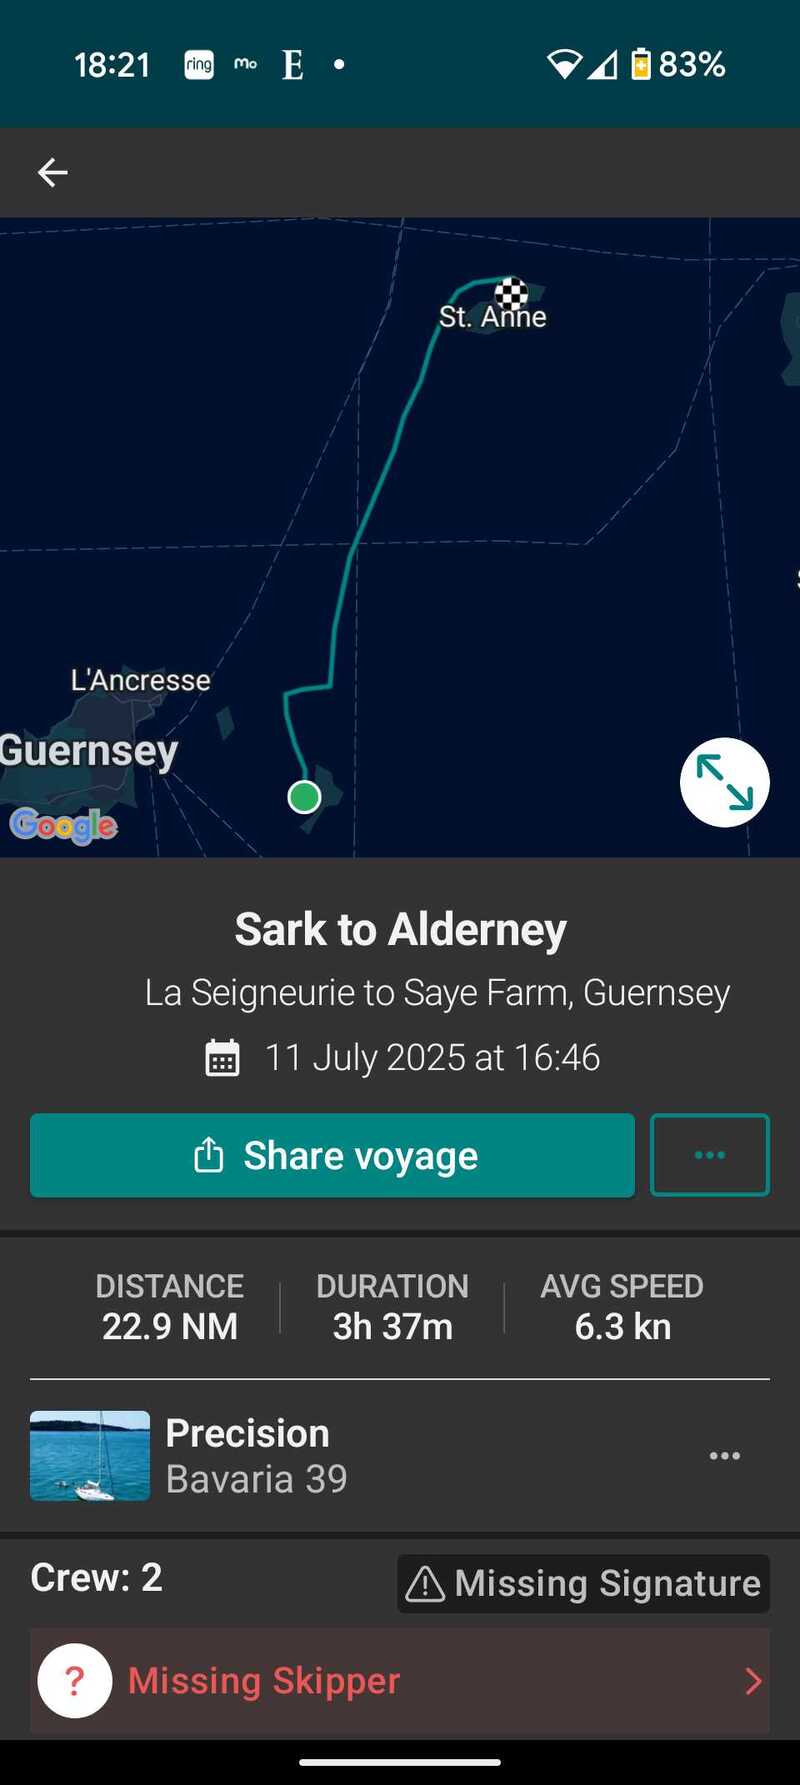 18:21 ring Mo E 83%
St. Anne
L'Ancresse
Guernsey
Google
Sark to Alderney
La Seigneurie to Saye Farm, Guernsey
11 July 2025 at 16:46
Share voyage
DISTANCE DURATION AVG SPEED
22.9 NM 3h 37m 6.3 kn
Precision
Bavaria 39
Crew: 2 Missing Signature
? Missing Skipper